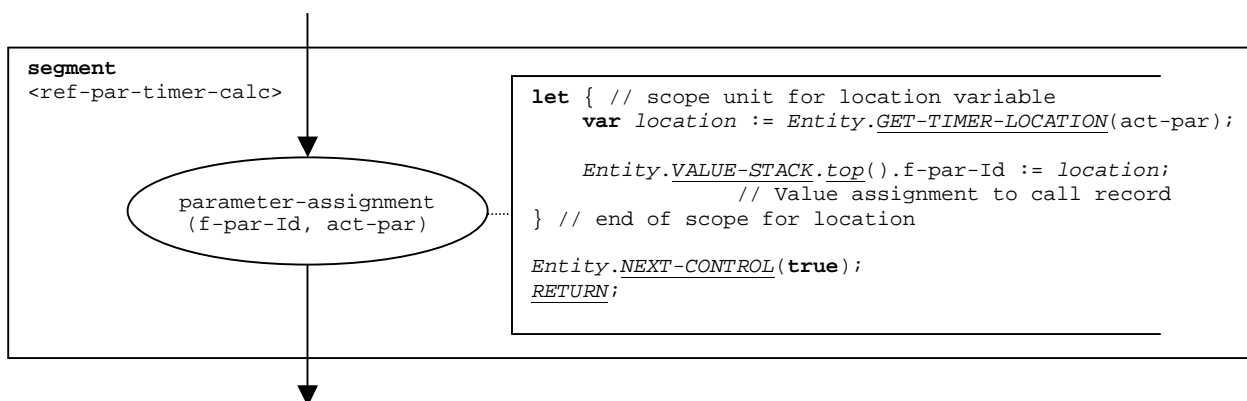 segment
<ref-par-timer-calc>
parameter-assignment
(f-par-Id, act-par)
let { // scope unit for location variable
var location := Entity.GET-TIMER-LOCATION(act-par);
Entity.VALUE-STACK.top().f-par-Id := location;
// Value assignment to call record
} // end of scope for location
Entity.NEXT-CONTROL(true);
RETURN;